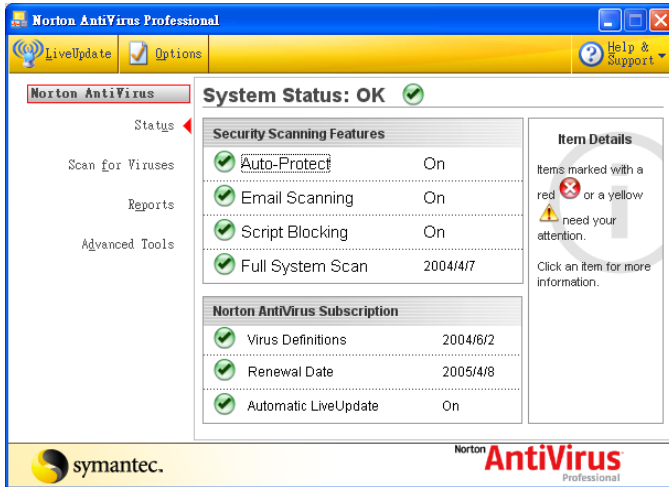 Norton AntiVirus Professional
LiveUpdate
Options
Help & Support
Norton AntiVirus
Status
Scan for Viruses
Reports
Advanced Tools
System Status: OK
Security Scanning Features
Auto-Protect On
Email Scanning On
Script Blocking On
Full System Scan 2004/4/7
Norton AntiVirus Subscription
Virus Definitions 2004/6/2
Renewal Date 2005/4/8
Automatic LiveUpdate On
Item Details
Items marked with a
red or a yellow
need your
attention.
Click an item for more
information.
symantec.
Norton AntiVirus
Professional